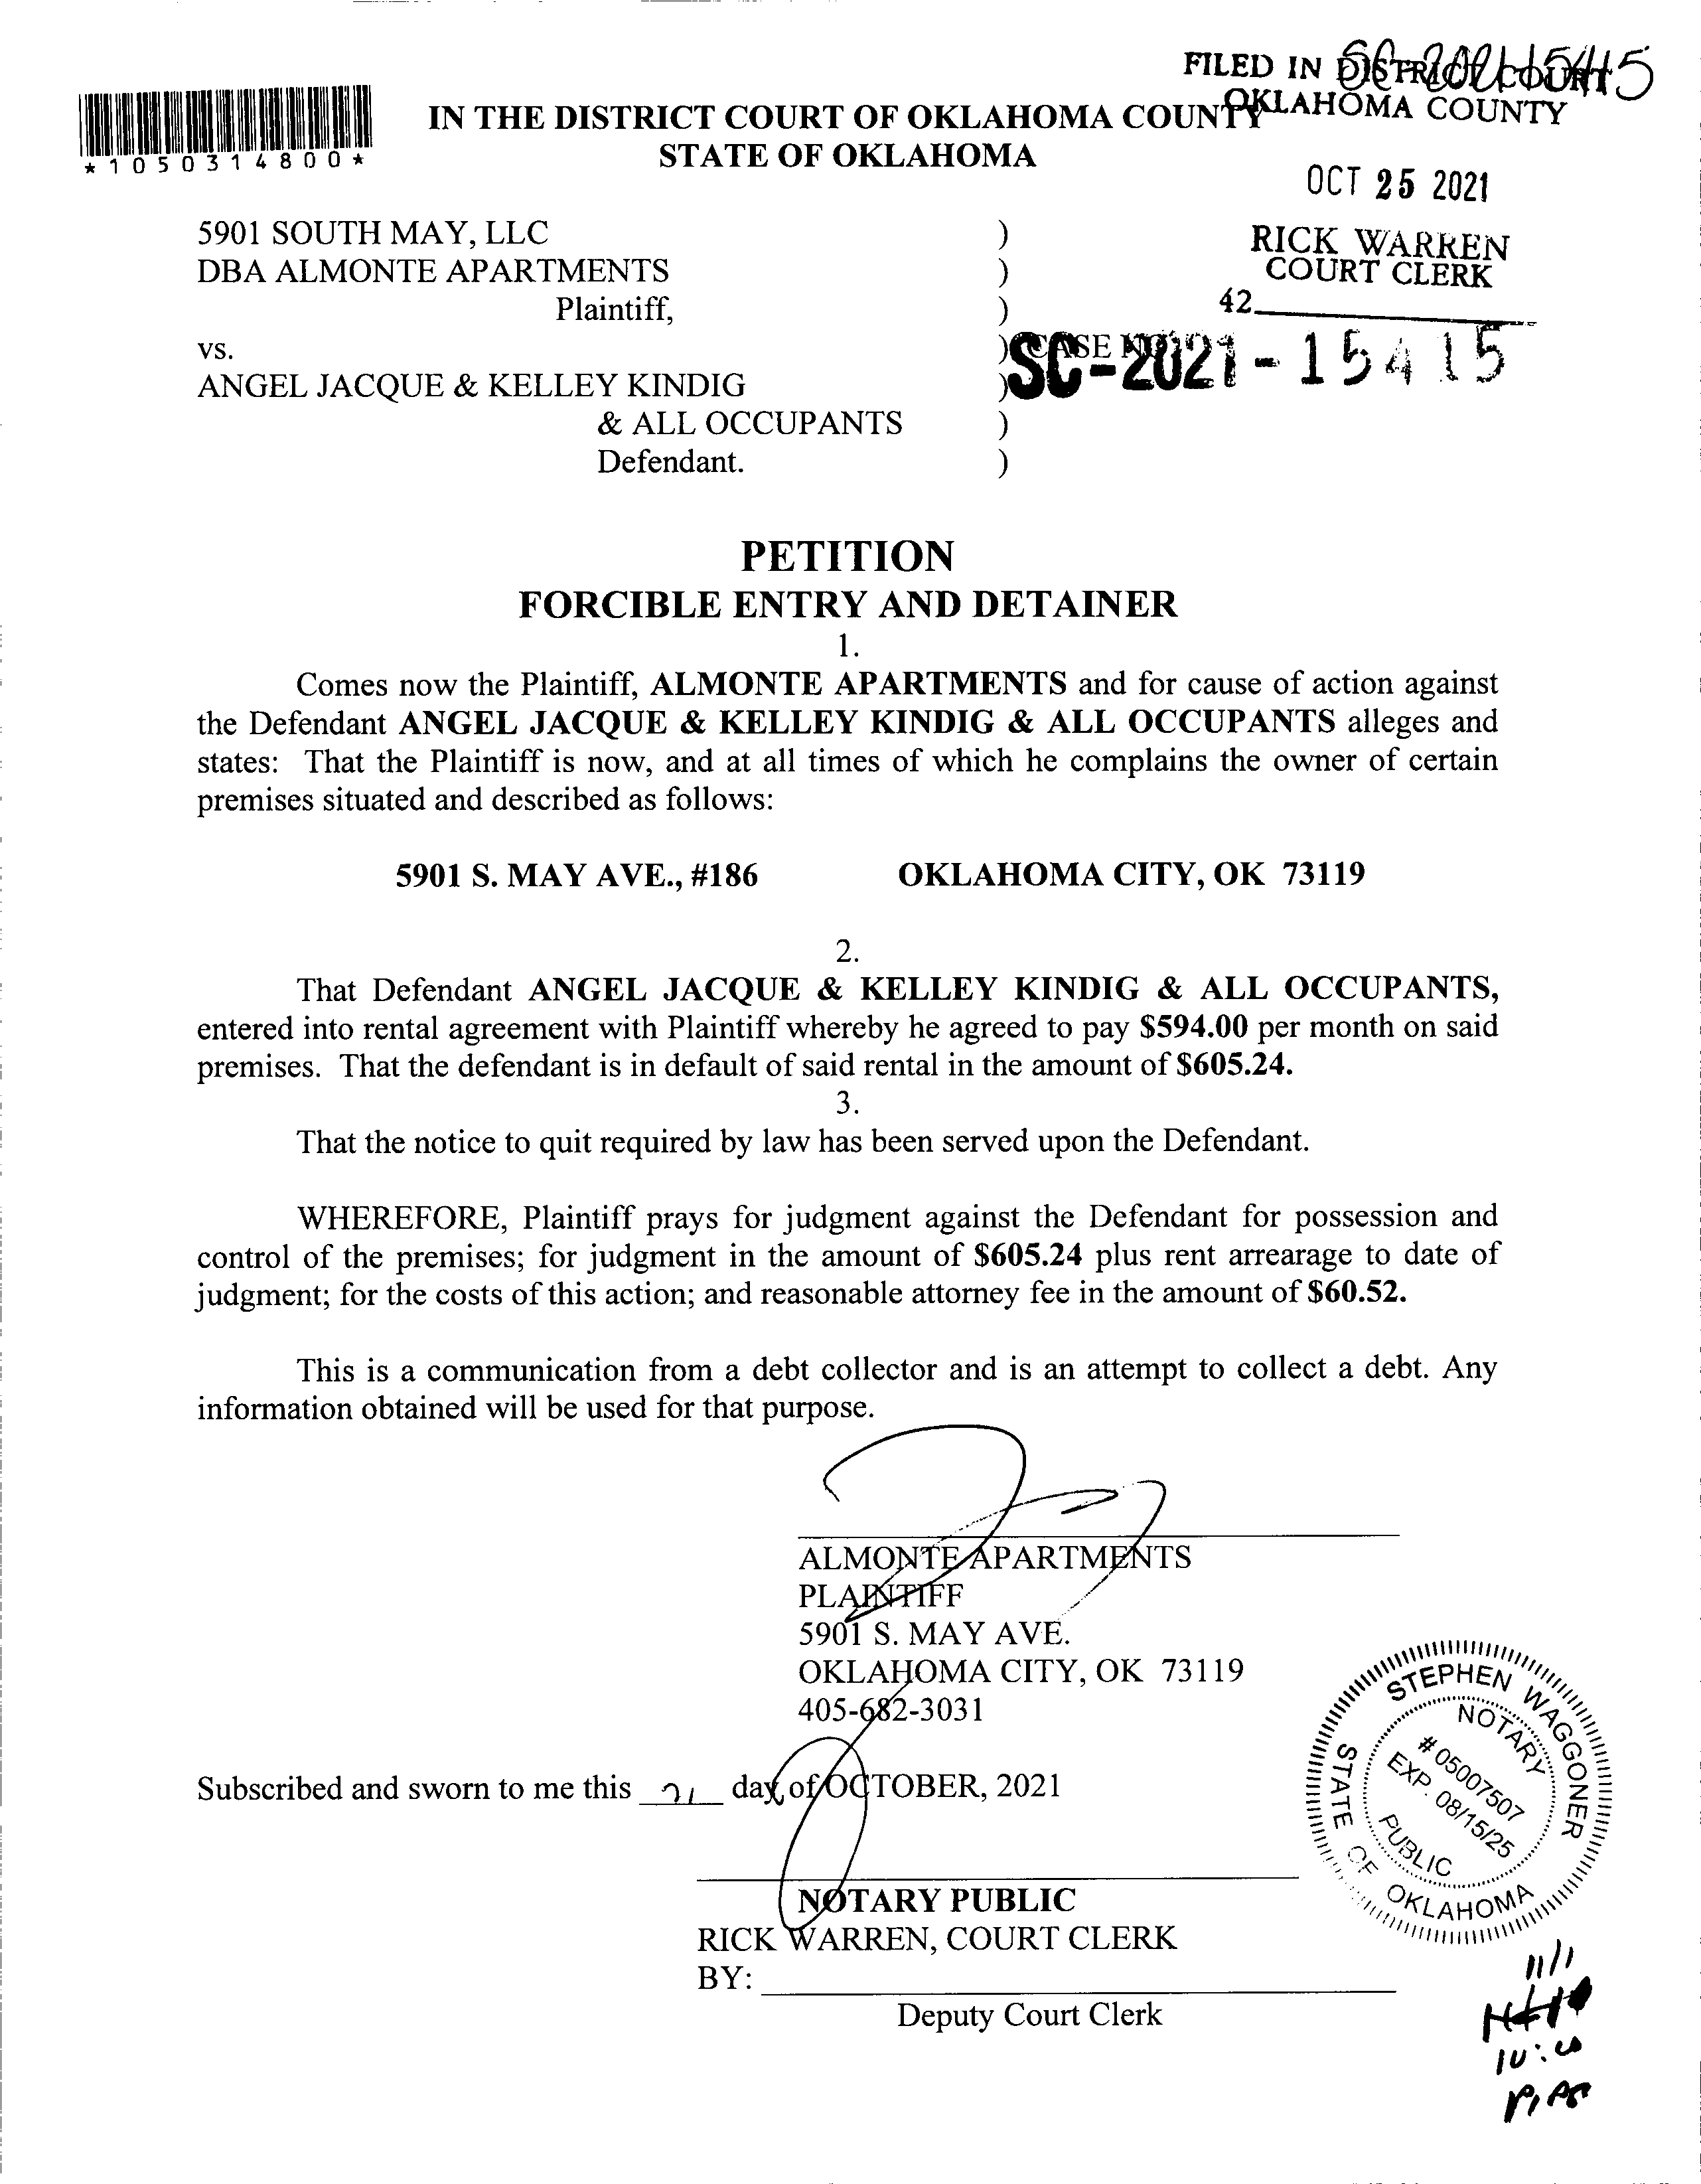 SC-2021-15415
FILED IN DISTRICT COURT
OKLAHOMA COUNTY
*1050314800*
IN THE DISTRICT COURT OF OKLAHOMA COUNTY
STATE OF OKLAHOMA
OCT 25 2021
RICK WARREN
COURT CLERK
42
5901 SOUTH MAY, LLC )
DBA ALMONTE APARTMENTS )
Plaintiff, )
vs. ) CASE NO.
SC-2021-15415
ANGEL JACQUE & KELLEY KINDIG )
& ALL OCCUPANTS )
Defendant. )
PETITION
FORCIBLE ENTRY AND DETAINER
1.
Comes now the Plaintiff, ALMONTE APARTMENTS and for cause of action against
the Defendant ANGEL JACQUE & KELLEY KINDIG & ALL OCCUPANTS alleges and
states: That the Plaintiff is now, and at all times of which he complains the owner of certain
premises situated and described as follows:
5901 S. MAY AVE., #186 OKLAHOMA CITY, OK 73119
2.
That Defendant ANGEL JACQUE & KELLEY KINDIG & ALL OCCUPANTS,
entered into rental agreement with Plaintiff whereby he agreed to pay $594.00 per month on said
premises. That the defendant is in default of said rental in the amount of $605.24.
3.
That the notice to quit required by law has been served upon the Defendant.
WHEREFORE, Plaintiff prays for judgment against the Defendant for possession and
control of the premises; for judgment in the amount of $605.24 plus rent arrearage to date of
judgment; for the costs of this action; and reasonable attorney fee in the amount of $60.52.
This is a communication from a debt collector and is an attempt to collect a debt. Any
information obtained will be used for that purpose.
ALMONTE APARTMENTS
PLAINTIFF
5901 S. MAY AVE.
OKLAHOMA CITY, OK 73119
405-682-3031
Subscribed and sworn to me this 21 day of OCTOBER, 2021
NOTARY PUBLIC
RICK WARREN, COURT CLERK
BY:
Deputy Court Clerk
STEPHEN WAGGONER
NOTARY
# 05007507
EXP. 08/15/25
PUBLIC
STATE OF OKLAHOMA
11/1